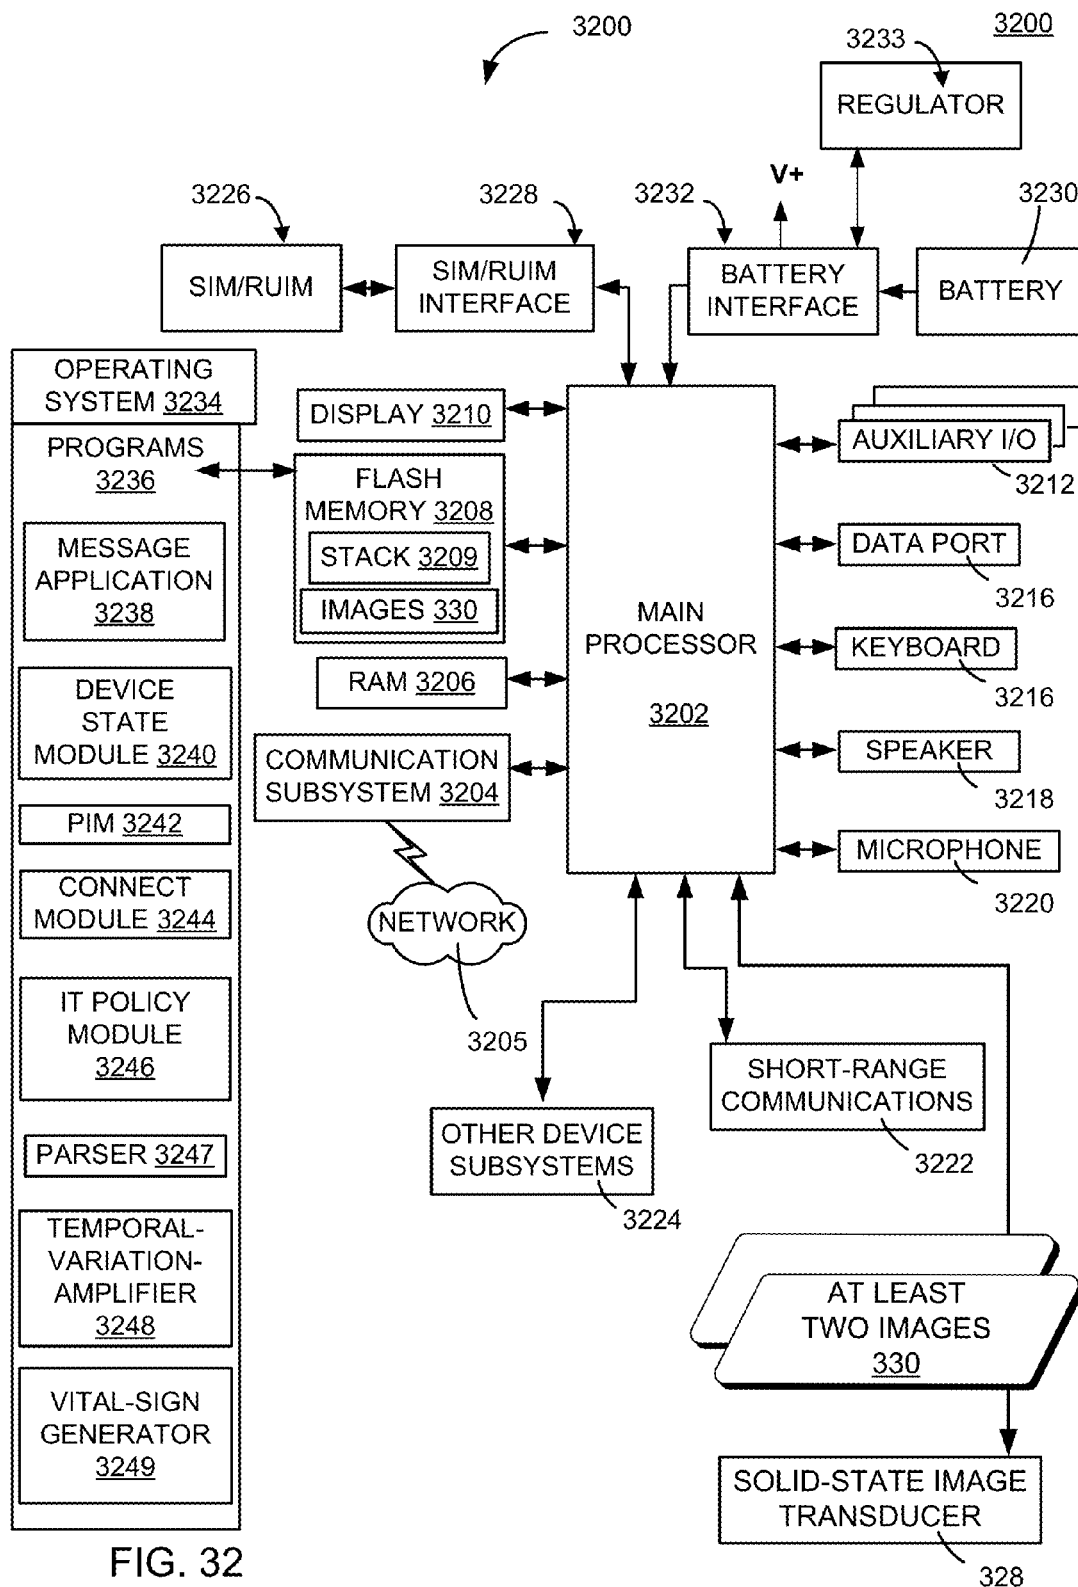 3200
3200
3233
REGULATOR
V+
3226
3228
3232
3230
SIM/RUIM
SIM/RUIM
INTERFACE
BATTERY
INTERFACE
BATTERY
OPERATING
SYSTEM 3234
PROGRAMS
3236
MESSAGE
APPLICATION
3238
DEVICE
STATE
MODULE 3240
PIM 3242
CONNECT
MODULE 3244
IT POLICY
MODULE
3246
PARSER 3247
TEMPORAL-
VARIATION-
AMPLIFIER
3248
VITAL-SIGN
GENERATOR
3249
DISPLAY 3210
FLASH
MEMORY 3208
STACK 3209
IMAGES 330
RAM 3206
COMMUNICATION
SUBSYSTEM 3204
NETWORK
3205
MAIN
PROCESSOR
3202
AUXILIARY I/O
3212
DATA PORT
3216
KEYBOARD
3216
SPEAKER
3218
MICROPHONE
3220
OTHER DEVICE
SUBSYSTEMS
3224
SHORT-RANGE
COMMUNICATIONS
3222
AT LEAST
TWO IMAGES
330
SOLID-STATE IMAGE
TRANSDUCER
328
FIG. 32